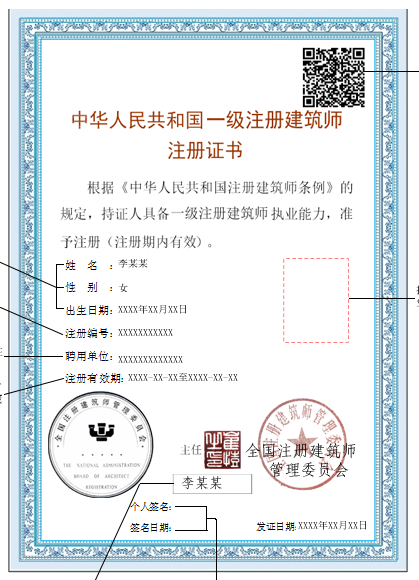 中华人民共和国一级注册建筑师
注册证书
根据《中华人民共和国注册建筑师条例》的
规定，持证人具备一级注册建筑师执业能力，准
予注册（注册期内有效）。
姓 名 ：李某某
性 别 ：女
出生日期：XXXX年XX月XX日
注册编号：XXXXXXXXXXX
聘用单位：XXXXXXXXXXXXX
注册有效期：XXXX-XX-XX至XXXX-XX-XX
全国注册建筑师管理委员会
THE NATIONAL ADMINISTRATION
BOARD OF ARCHITECT
REGISTRATION
主任
全国注册建筑师
管理委员会
李某某
个人签名：
签名日期：
发证日期：XXXX年XX月XX日